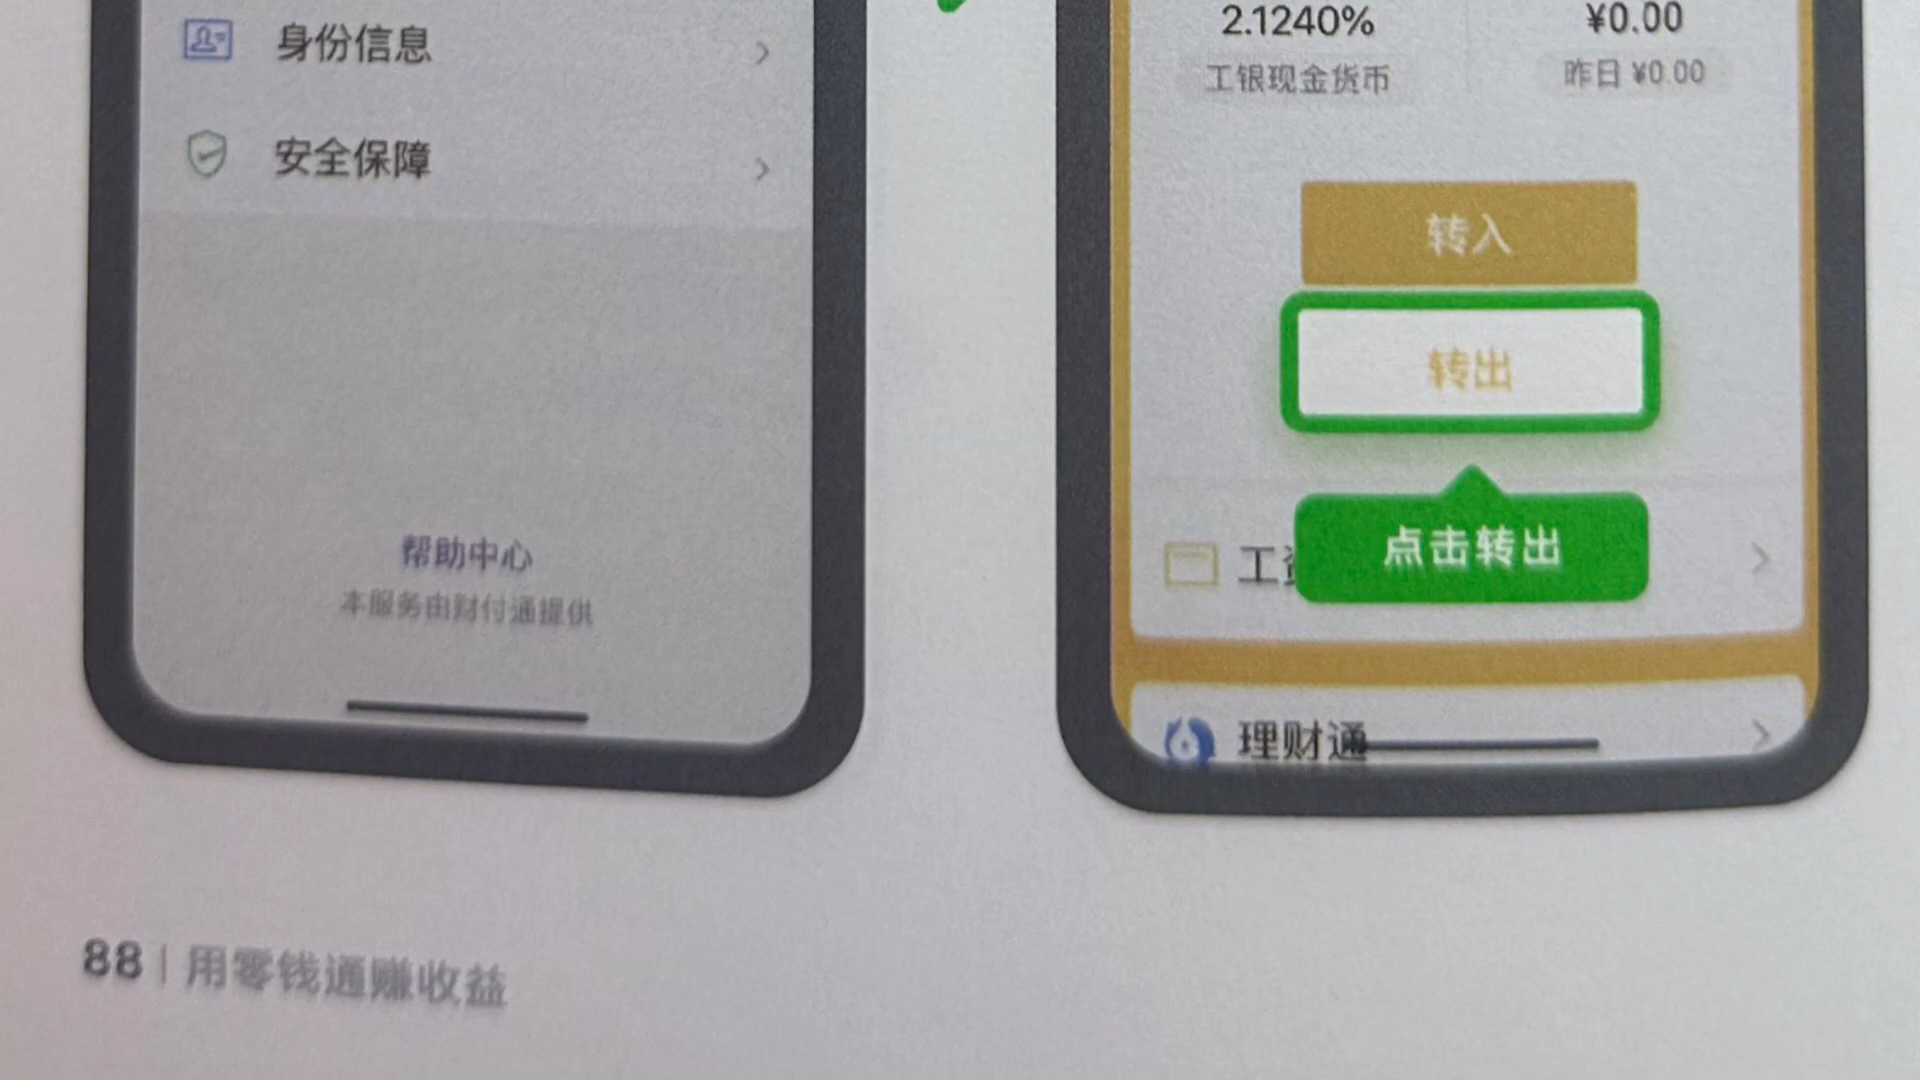 身份信息
安全保障
帮助中心
本服务由财付通提供
2.1240%
¥0.00
工银现金货币
昨日 ¥0.00
转入
转出
点击转出
工
理财通
88 | 用零钱通赚收益